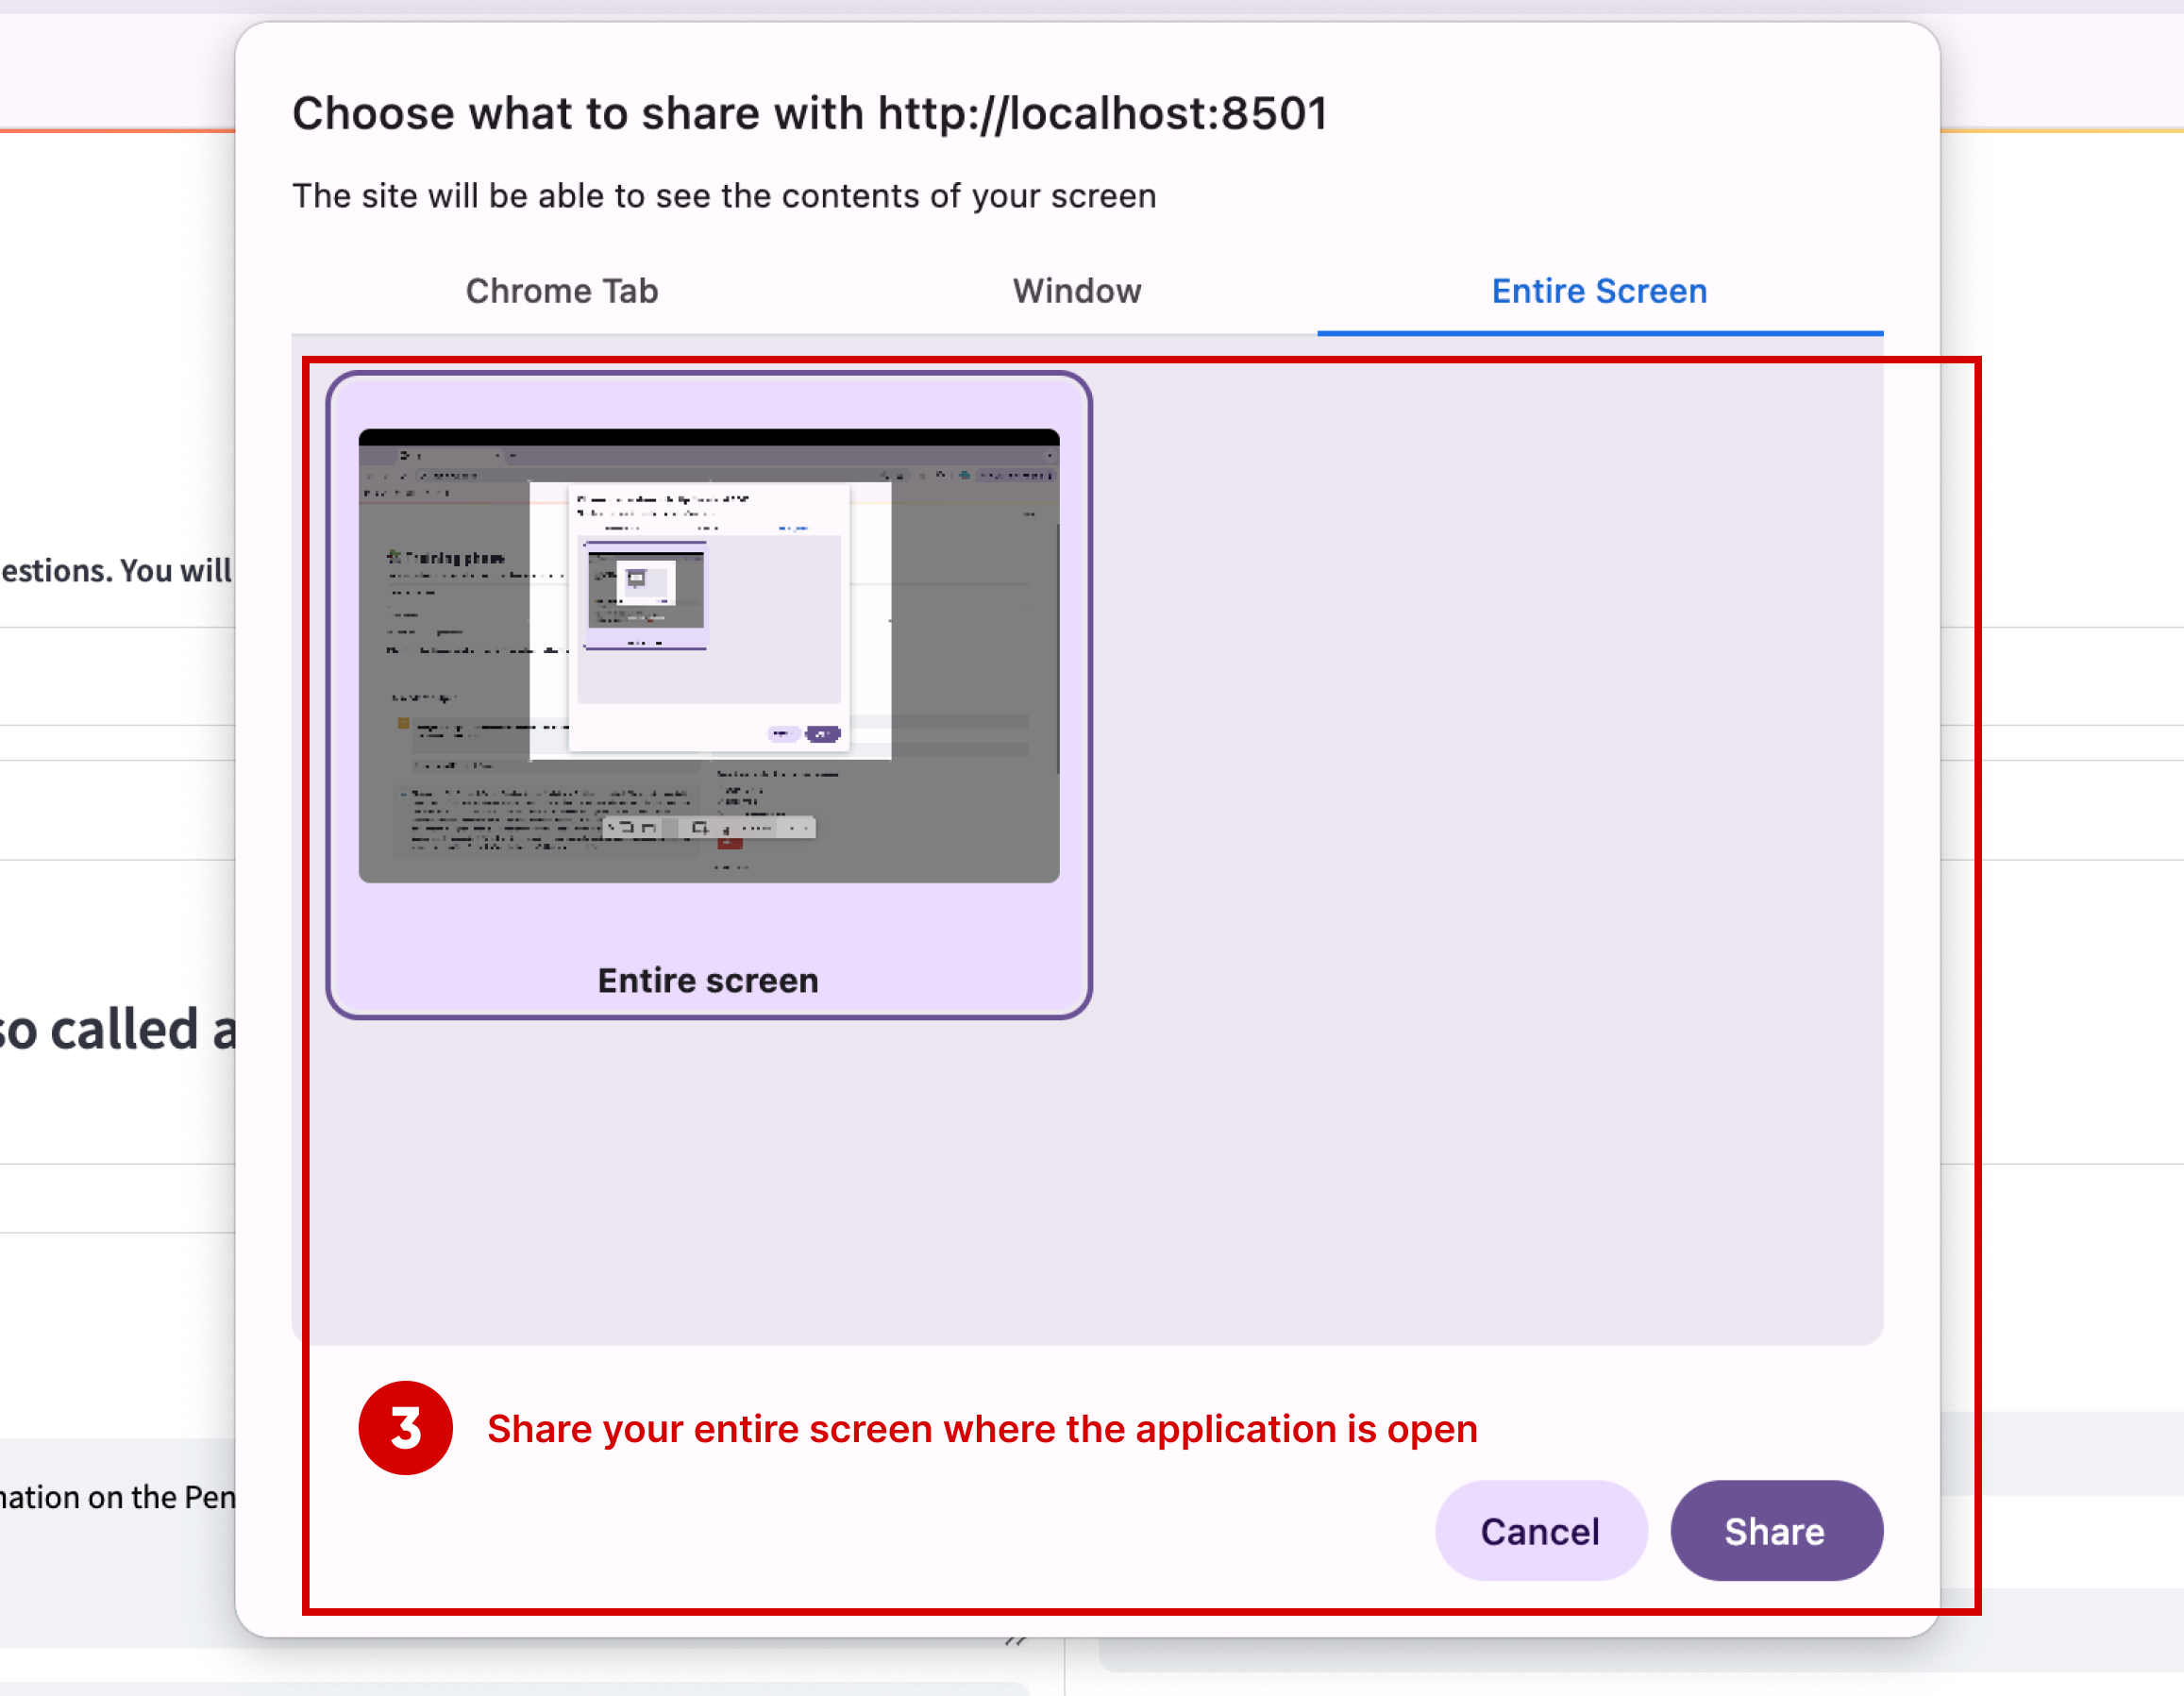 Choose what to share with http://localhost:8501
The site will be able to see the contents of your screen
Chrome Tab
Window
Entire Screen
estions. You will
Training phase
Entire screen
so called a
3
Share your entire screen where the application is open
nation on the Pen
Cancel
Share